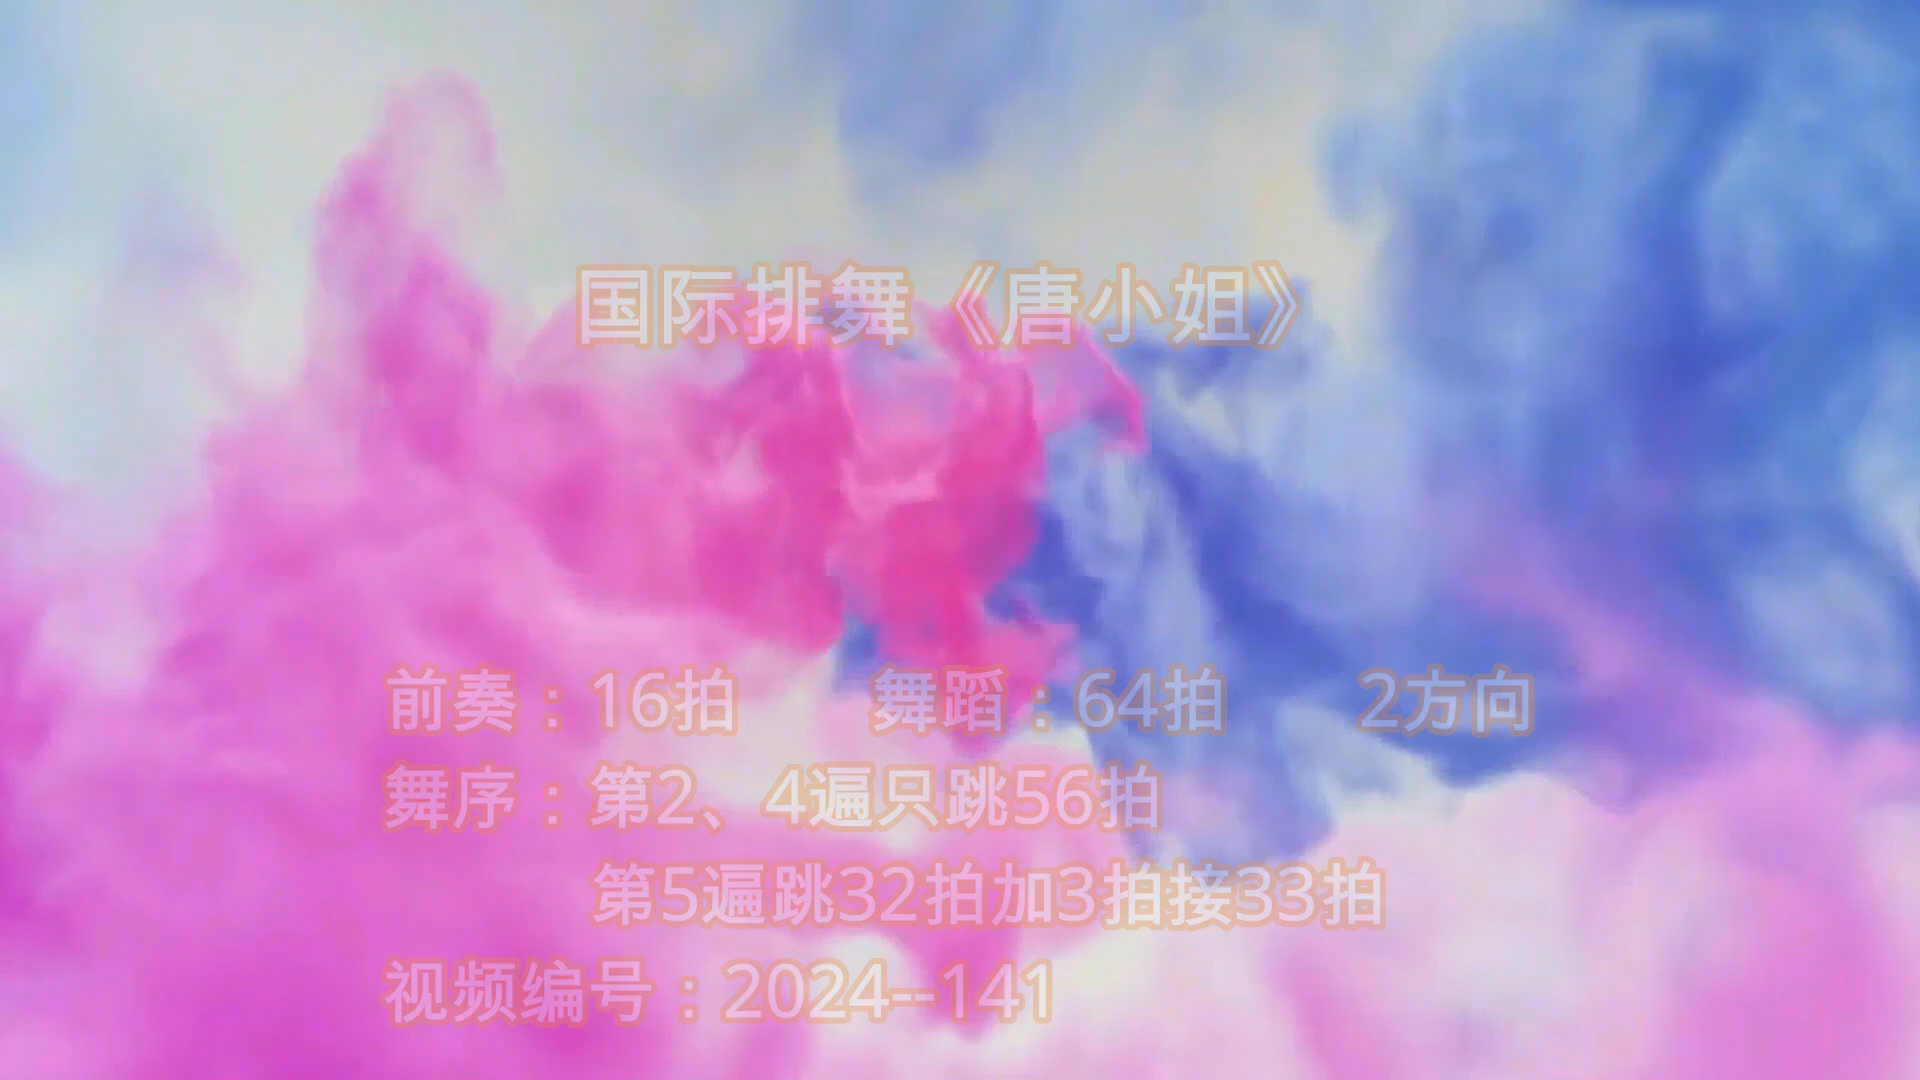 国际排舞《唐小姐》
前奏：16拍 舞蹈：64拍 2方向
舞序：第2、4遍只跳56拍
第5遍跳32拍加3拍接33拍
视频编号：2024--141